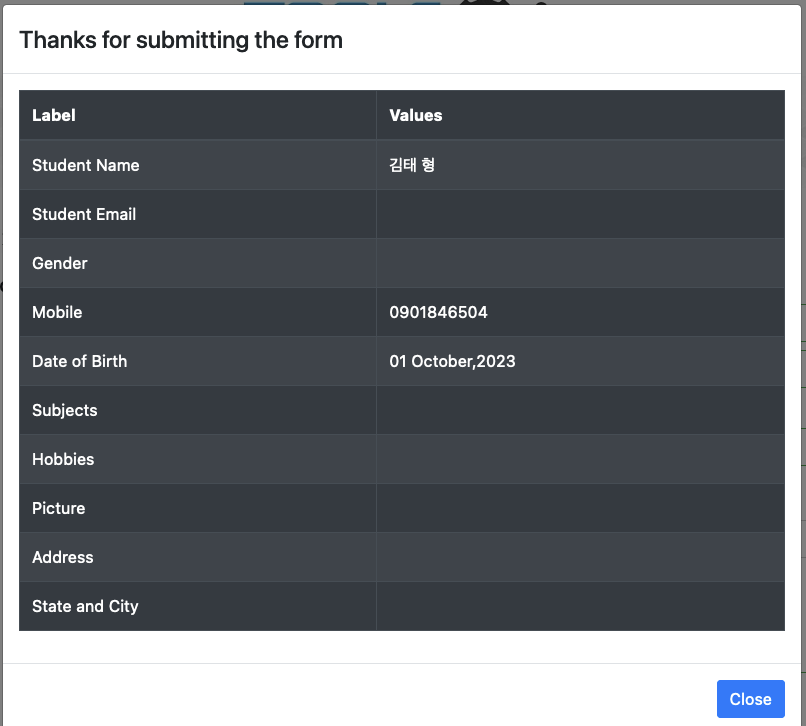 Thanks for submitting the form
Label Values
Student Name 김태 형
Student Email
Gender
Mobile 0901846504
Date of Birth 01 October,2023
Subjects
Hobbies
Picture
Address
State and City
Close